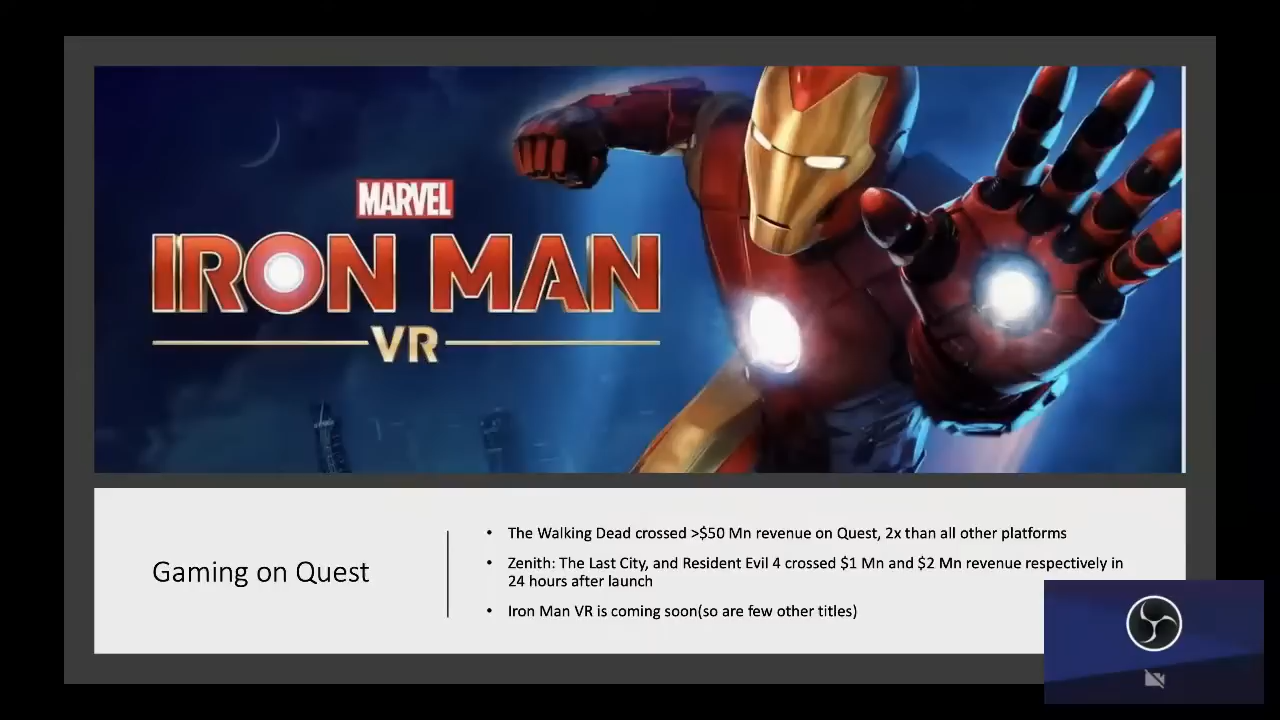 MARVEL
IRON MAN
VR
Gaming on Quest
• The Walking Dead crossed >$50 Mn revenue on Quest, 2x than all other platforms
• Zenith: The Last City, and Resident Evil 4 crossed $1 Mn and $2 Mn revenue respectively in
24 hours after launch
• Iron Man VR is coming soon(so are few other titles)